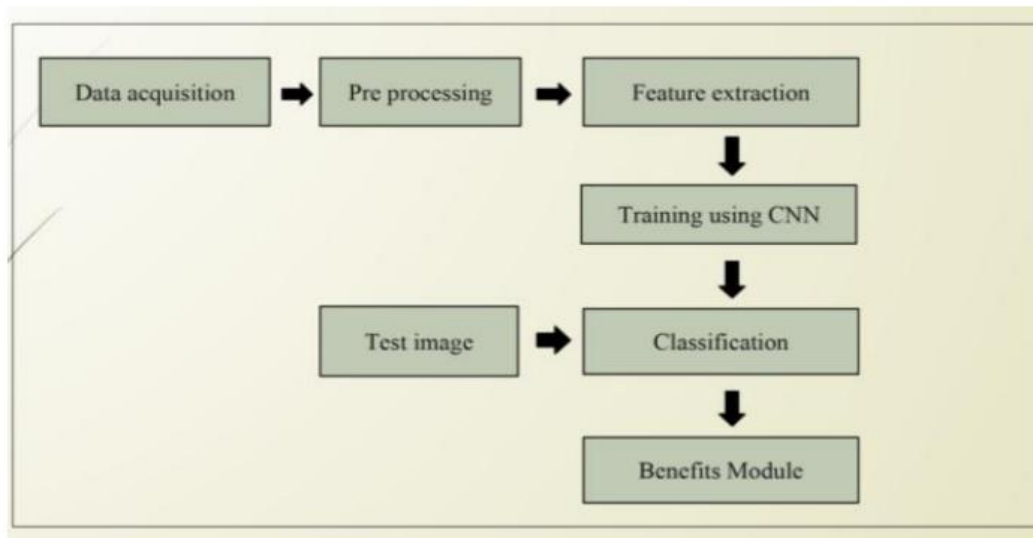 Data acquisition
Pre processing
Feature extraction
Training using CNN
Test image
Classification
Benefits Module